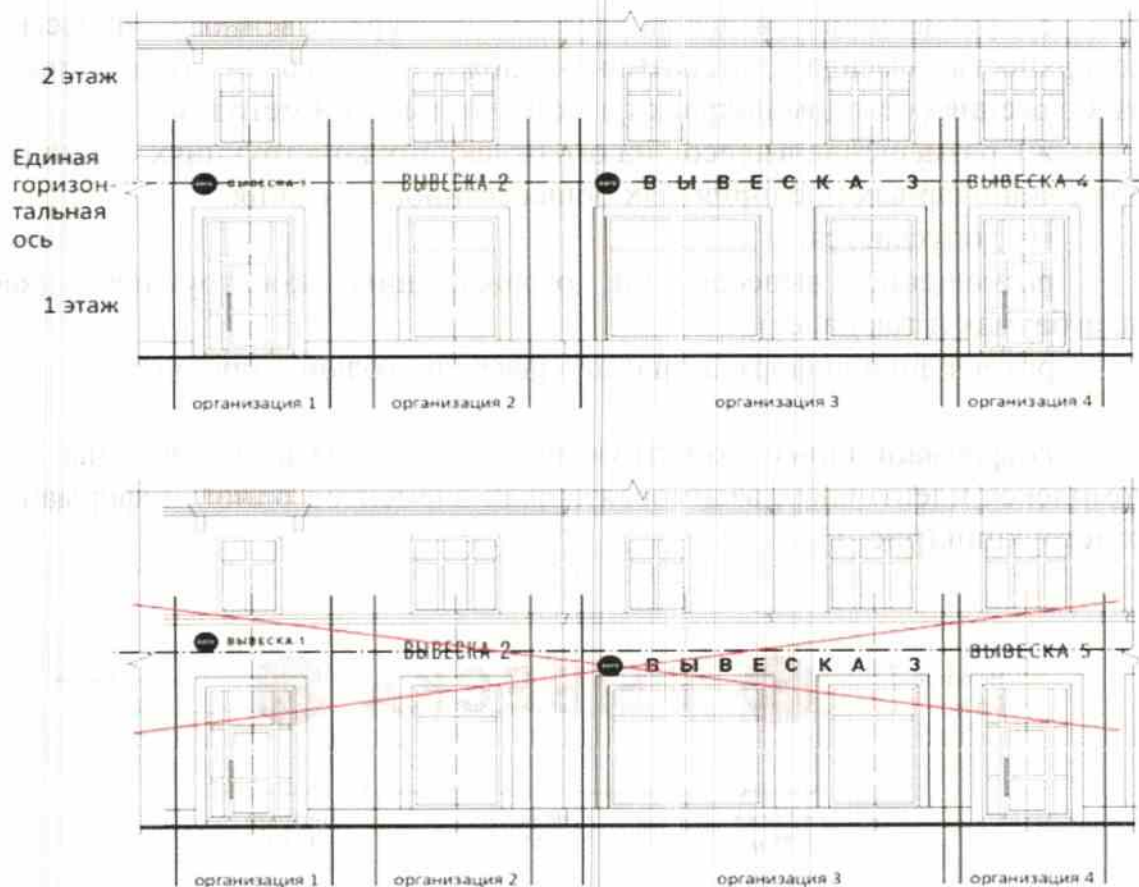 2 этаж
Единая
горизон-
тальная
ось
ВЫВЕСКА 1
ВЫВЕСКА 2
ВЫВЕСКА 3
ВЫВЕСКА 4
1 этаж
организация 1
организация 2
организация 3
организация 4
ВЫВЕСКА 1
ВЫВЕСКА 2
ВЫВЕСКА 3
ВЫВЕСКА 5
организация 1
организация 2
организация 3
организация 4